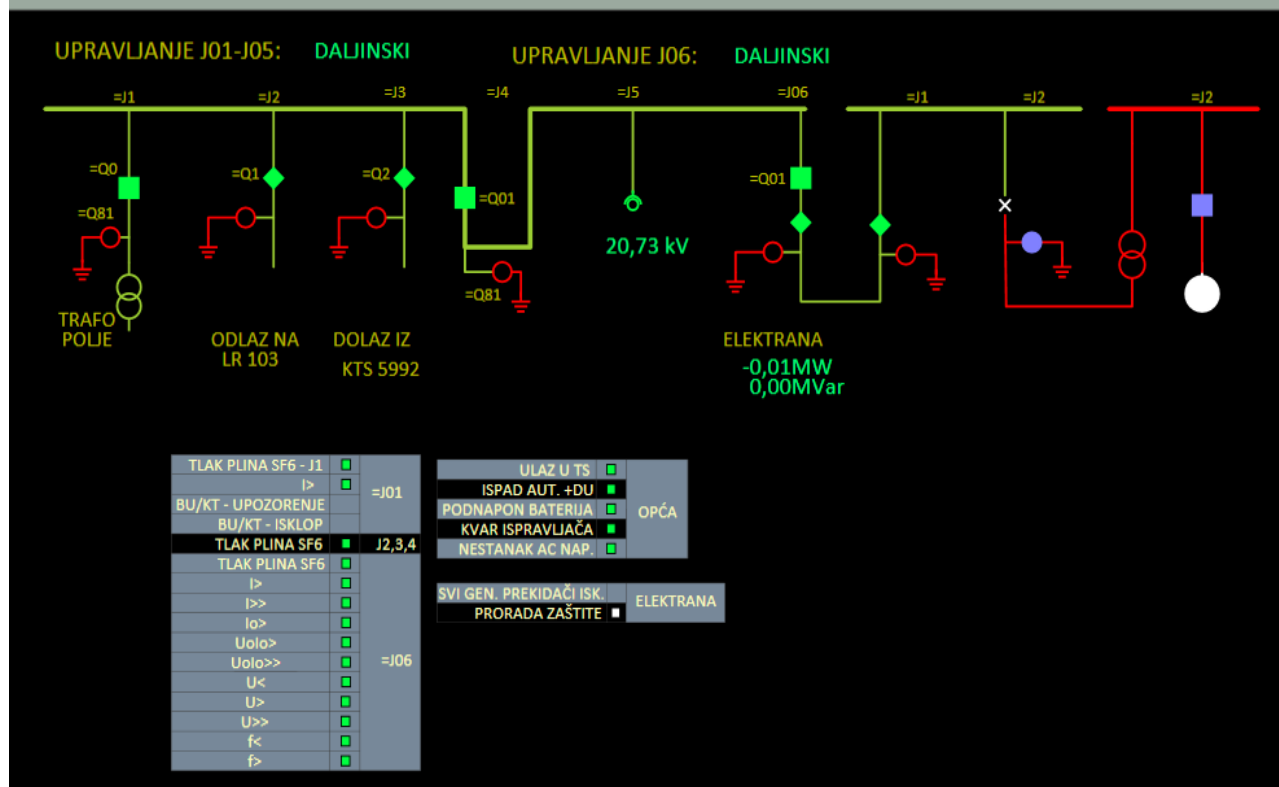 UPRAVLJANJE J01-J05: DALJINSKI
UPRAVLJANJE J06: DALJINSKI
=J1
=J2
=J3
=J4
=J5
=J06
=J1
=J2
=J2
=Q0
=Q1
=Q2
=Q01
=Q01
=Q81
=Q81
20,73 kV
TRAFO
POLJE
ODLAZ NA
LR 103
DOLAZ IZ
KTS 5992
ELEKTRANA
-0,01MW
0,00MVar
TLAK PLINA SF6 - J1
I>
BU/KT - UPOZORENJE
BU/KT - ISKLOP
=J01
TLAK PLINA SF6 J2,3,4
TLAK PLINA SF6
I>
I>>
Io>
Uolo>
Uolo>>
U<
U>
U>>
f<
f>
=J06
ULAZ U TS
ISPAD AUT. +DU
PODNAPON BATERIJA
KVAR ISPRAVLJAČA
NESTANAK AC NAP.
OPĆA
SVI GEN. PREKIDAČI ISK.
PRORADA ZAŠTITE
ELEKTRANA